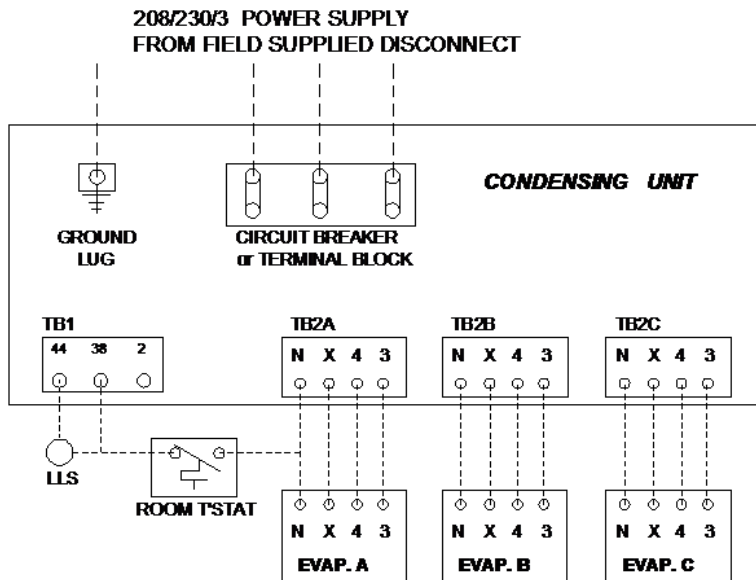 208/230/3 POWER SUPPLY
FROM FIELD SUPPLIED DISCONNECT
CONDENSING UNIT
GROUND
LUG
CIRCUIT BREAKER
or TERMINAL BLOCK
TB1
44 38 2
TB2A
N X 4 3
TB2B
N X 4 3
TB2C
N X 4 3
LLS
ROOM T'STAT
N X 4 3
EVAP. A
N X 4 3
EVAP. B
N X 4 3
EVAP. C